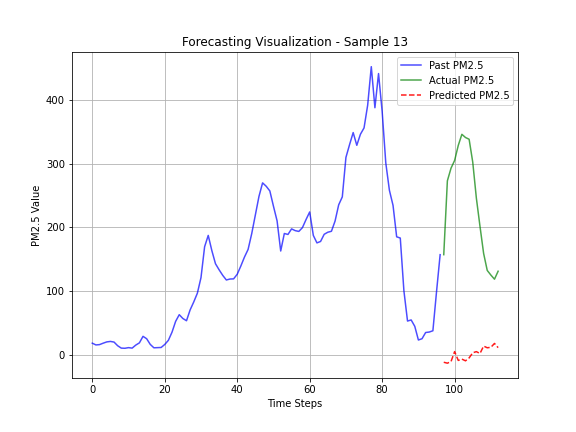 Forecasting Visualization - Sample 13
Past PM2.5
Actual PM2.5
Predicted PM2.5
PM2.5 Value
400
300
200
100
0
0 20 40 60 80 100
Time Steps